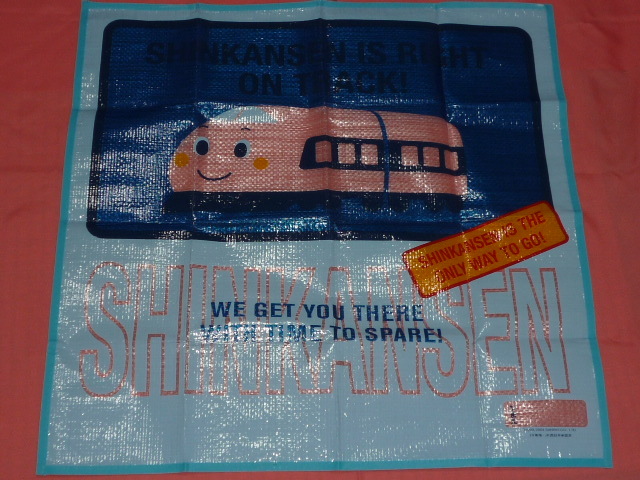 SHINKANSEN IS RIGHT
ON TRACK!
SHINKANSEN IS THE
ONLY WAY TO GO!
SHINKANSEN
WE GET YOU THERE
WITH TIME TO SPARE!